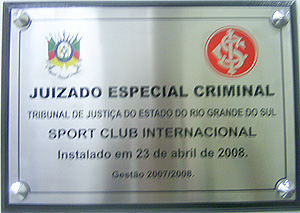 JUIZADO ESPECIAL CRIMINAL
TRIBUNAL DE JUSTIÇA DO ESTADO DO RIO GRANDE DO SUL
SPORT CLUB INTERNACIONAL
Instalado em 23 de abril de 2008.
Gestão 2007/2008.